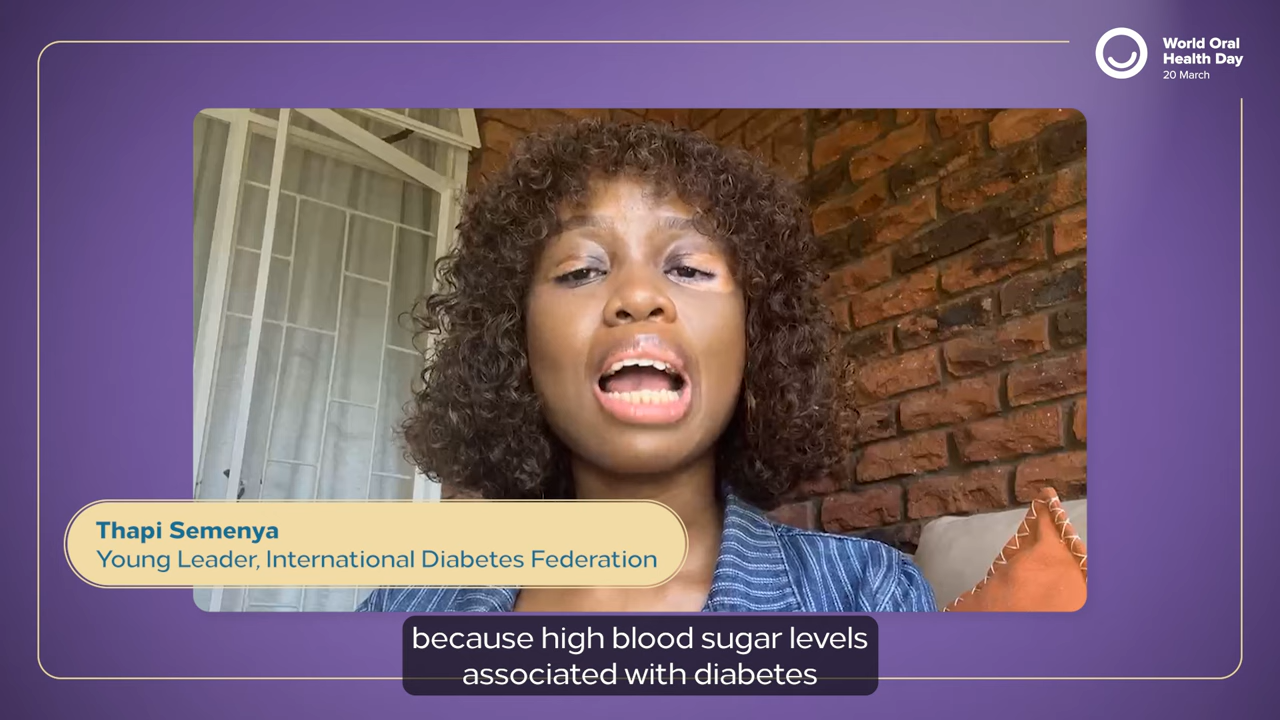 World Oral
Health Day
20 March
Thapi Semenya
Young Leader, International Diabetes Federation
because high blood sugar levels
associated with diabetes